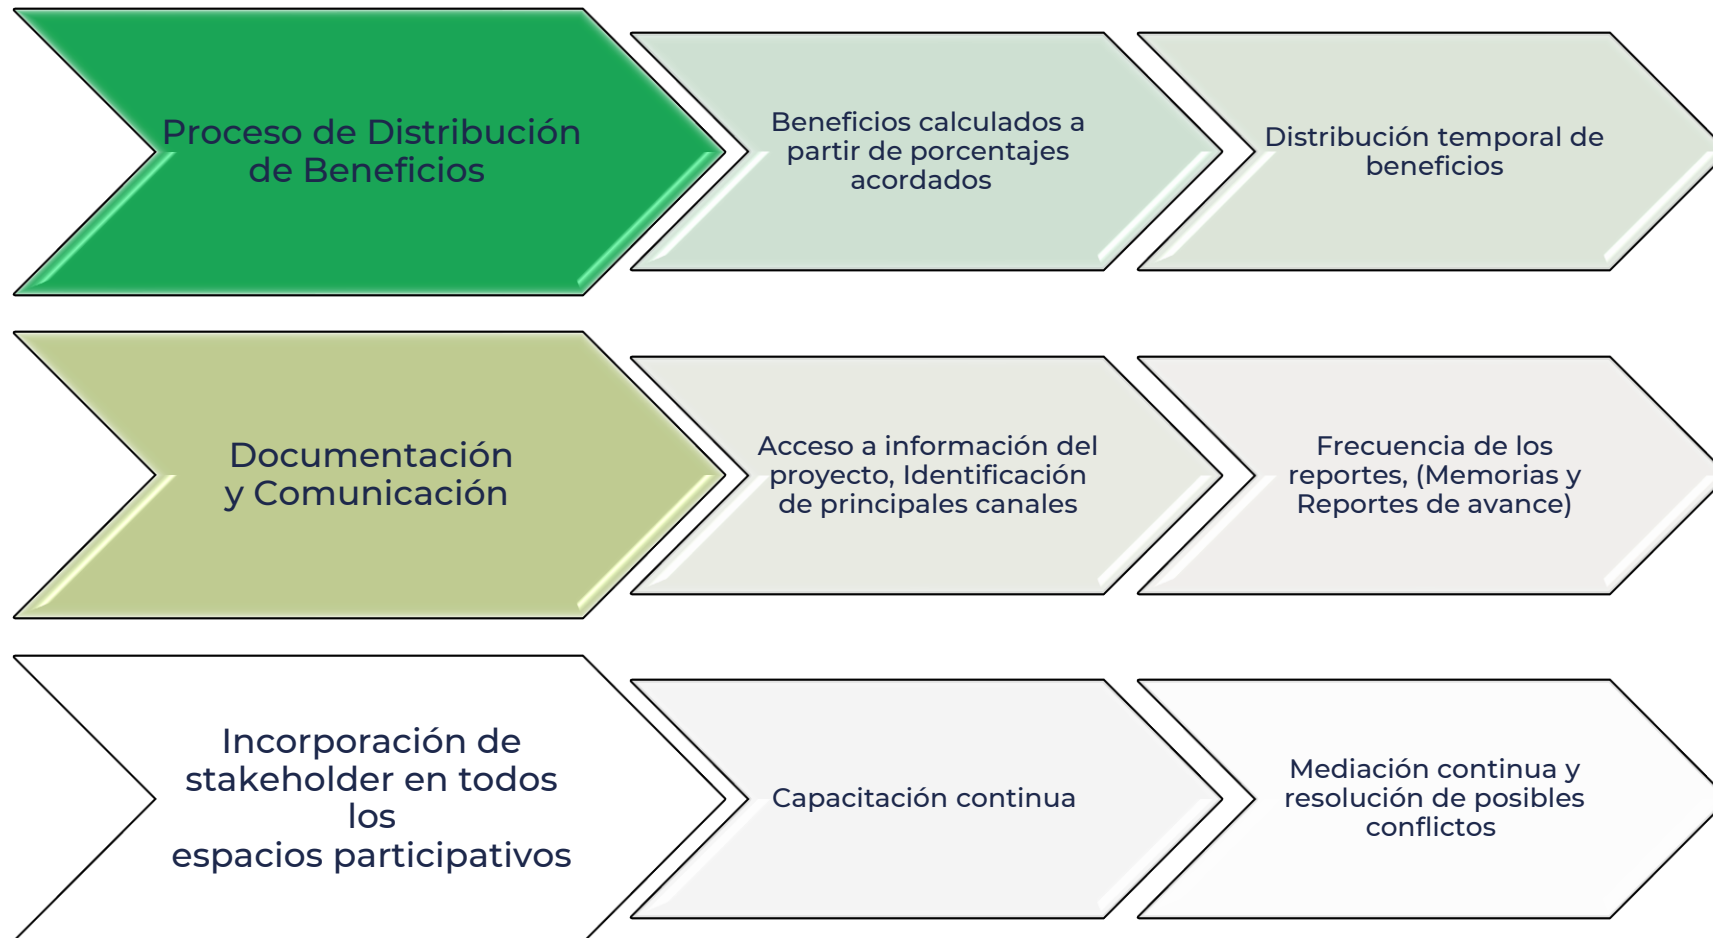 Proceso de Distribución
de Beneficios
Beneficios calculados a
partir de porcentajes
acordados
Distribución temporal de
beneficios
Documentación
y Comunicación
Acceso a información del
proyecto, Identificación
de principales canales
Frecuencia de los
reportes, (Memorias y
Reportes de avance)
Incorporación de
stakeholder en todos
los
espacios participativos
Capacitación continua
Mediación continua y
resolución de posibles
conflictos